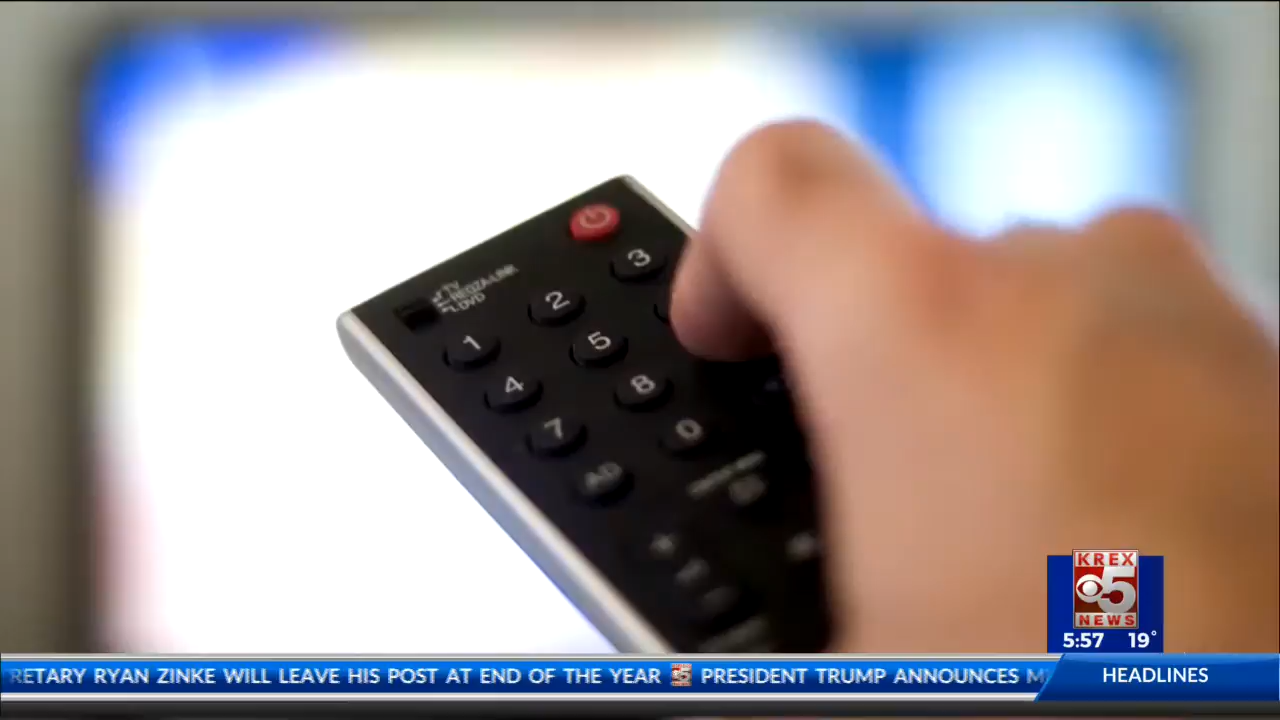 TV
REGZA-LINK
DVD
3
2
1
5
4
8
7
0
AD
KREX
5
NEWS
5:57 19°
RETARY RYAN ZINKE WILL LEAVE HIS POST AT END OF THE YEAR 5 PRESIDENT TRUMP ANNOUNCES M
HEADLINES